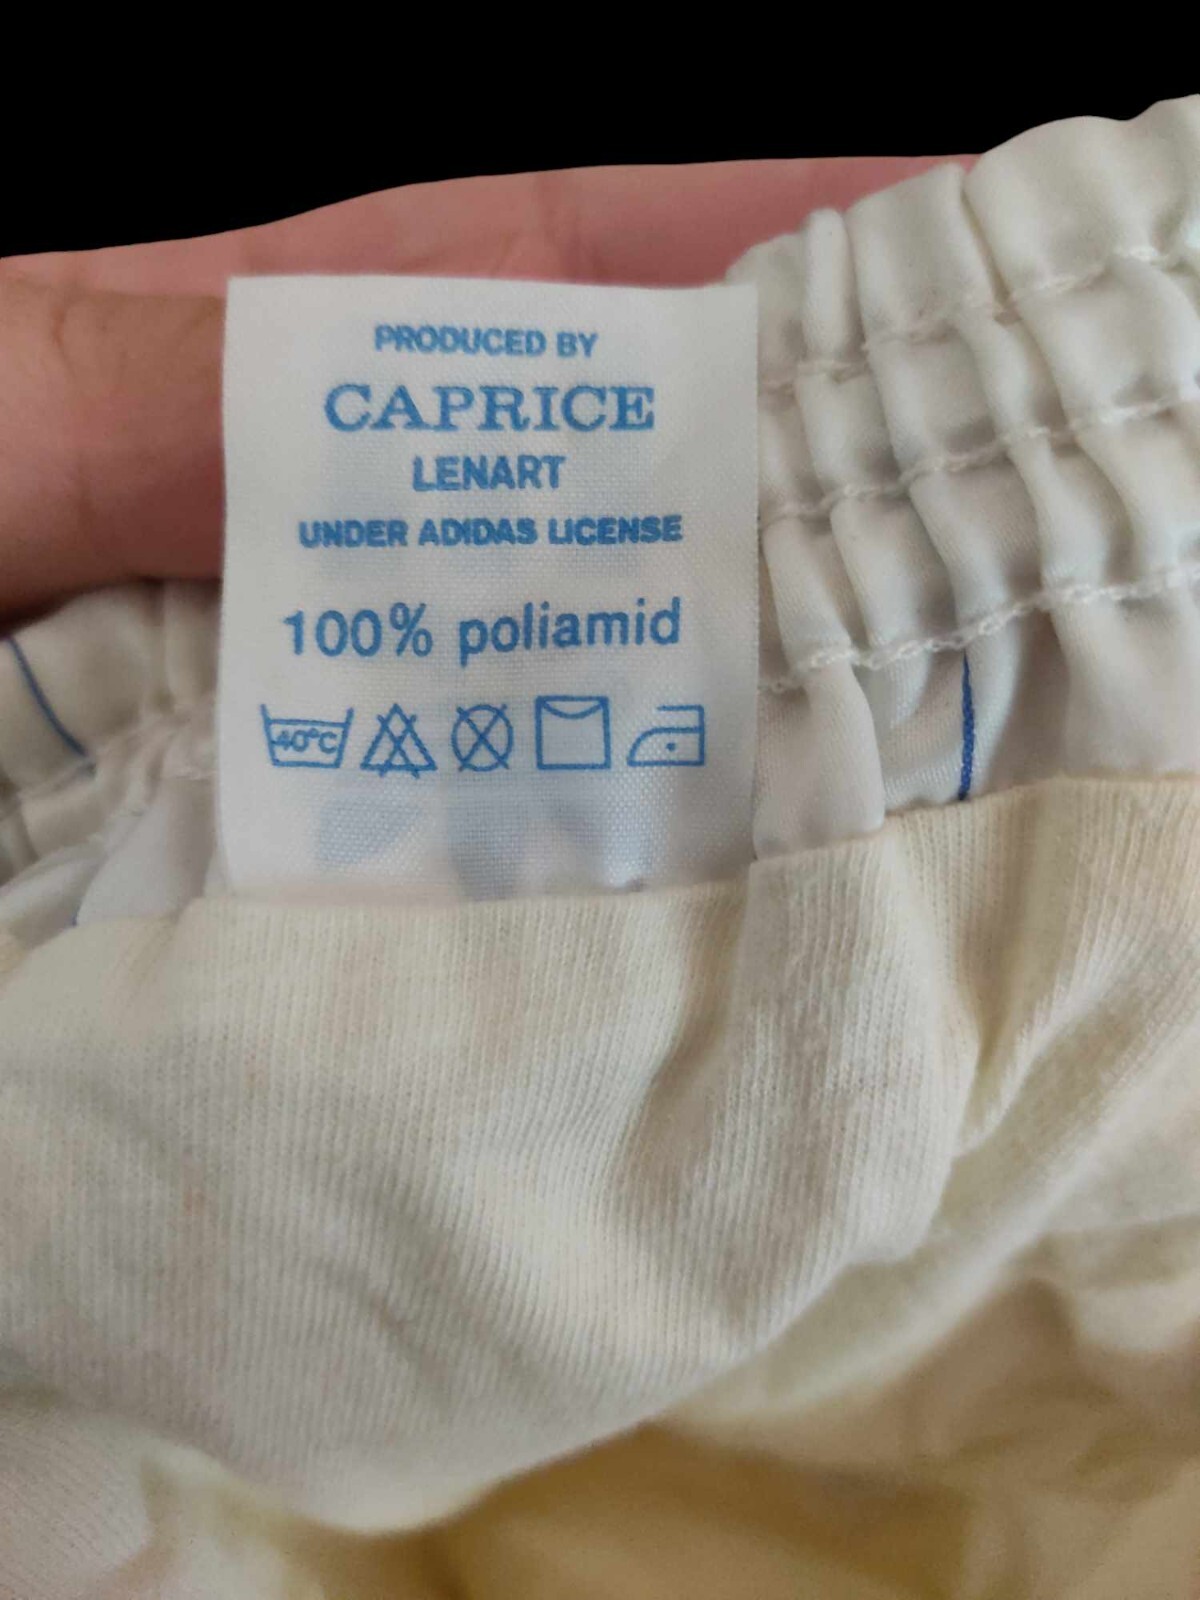 PRODUCED BY
CAPRICE
LENART
UNDER ADIDAS LICENSE
100% poliamid
40°C